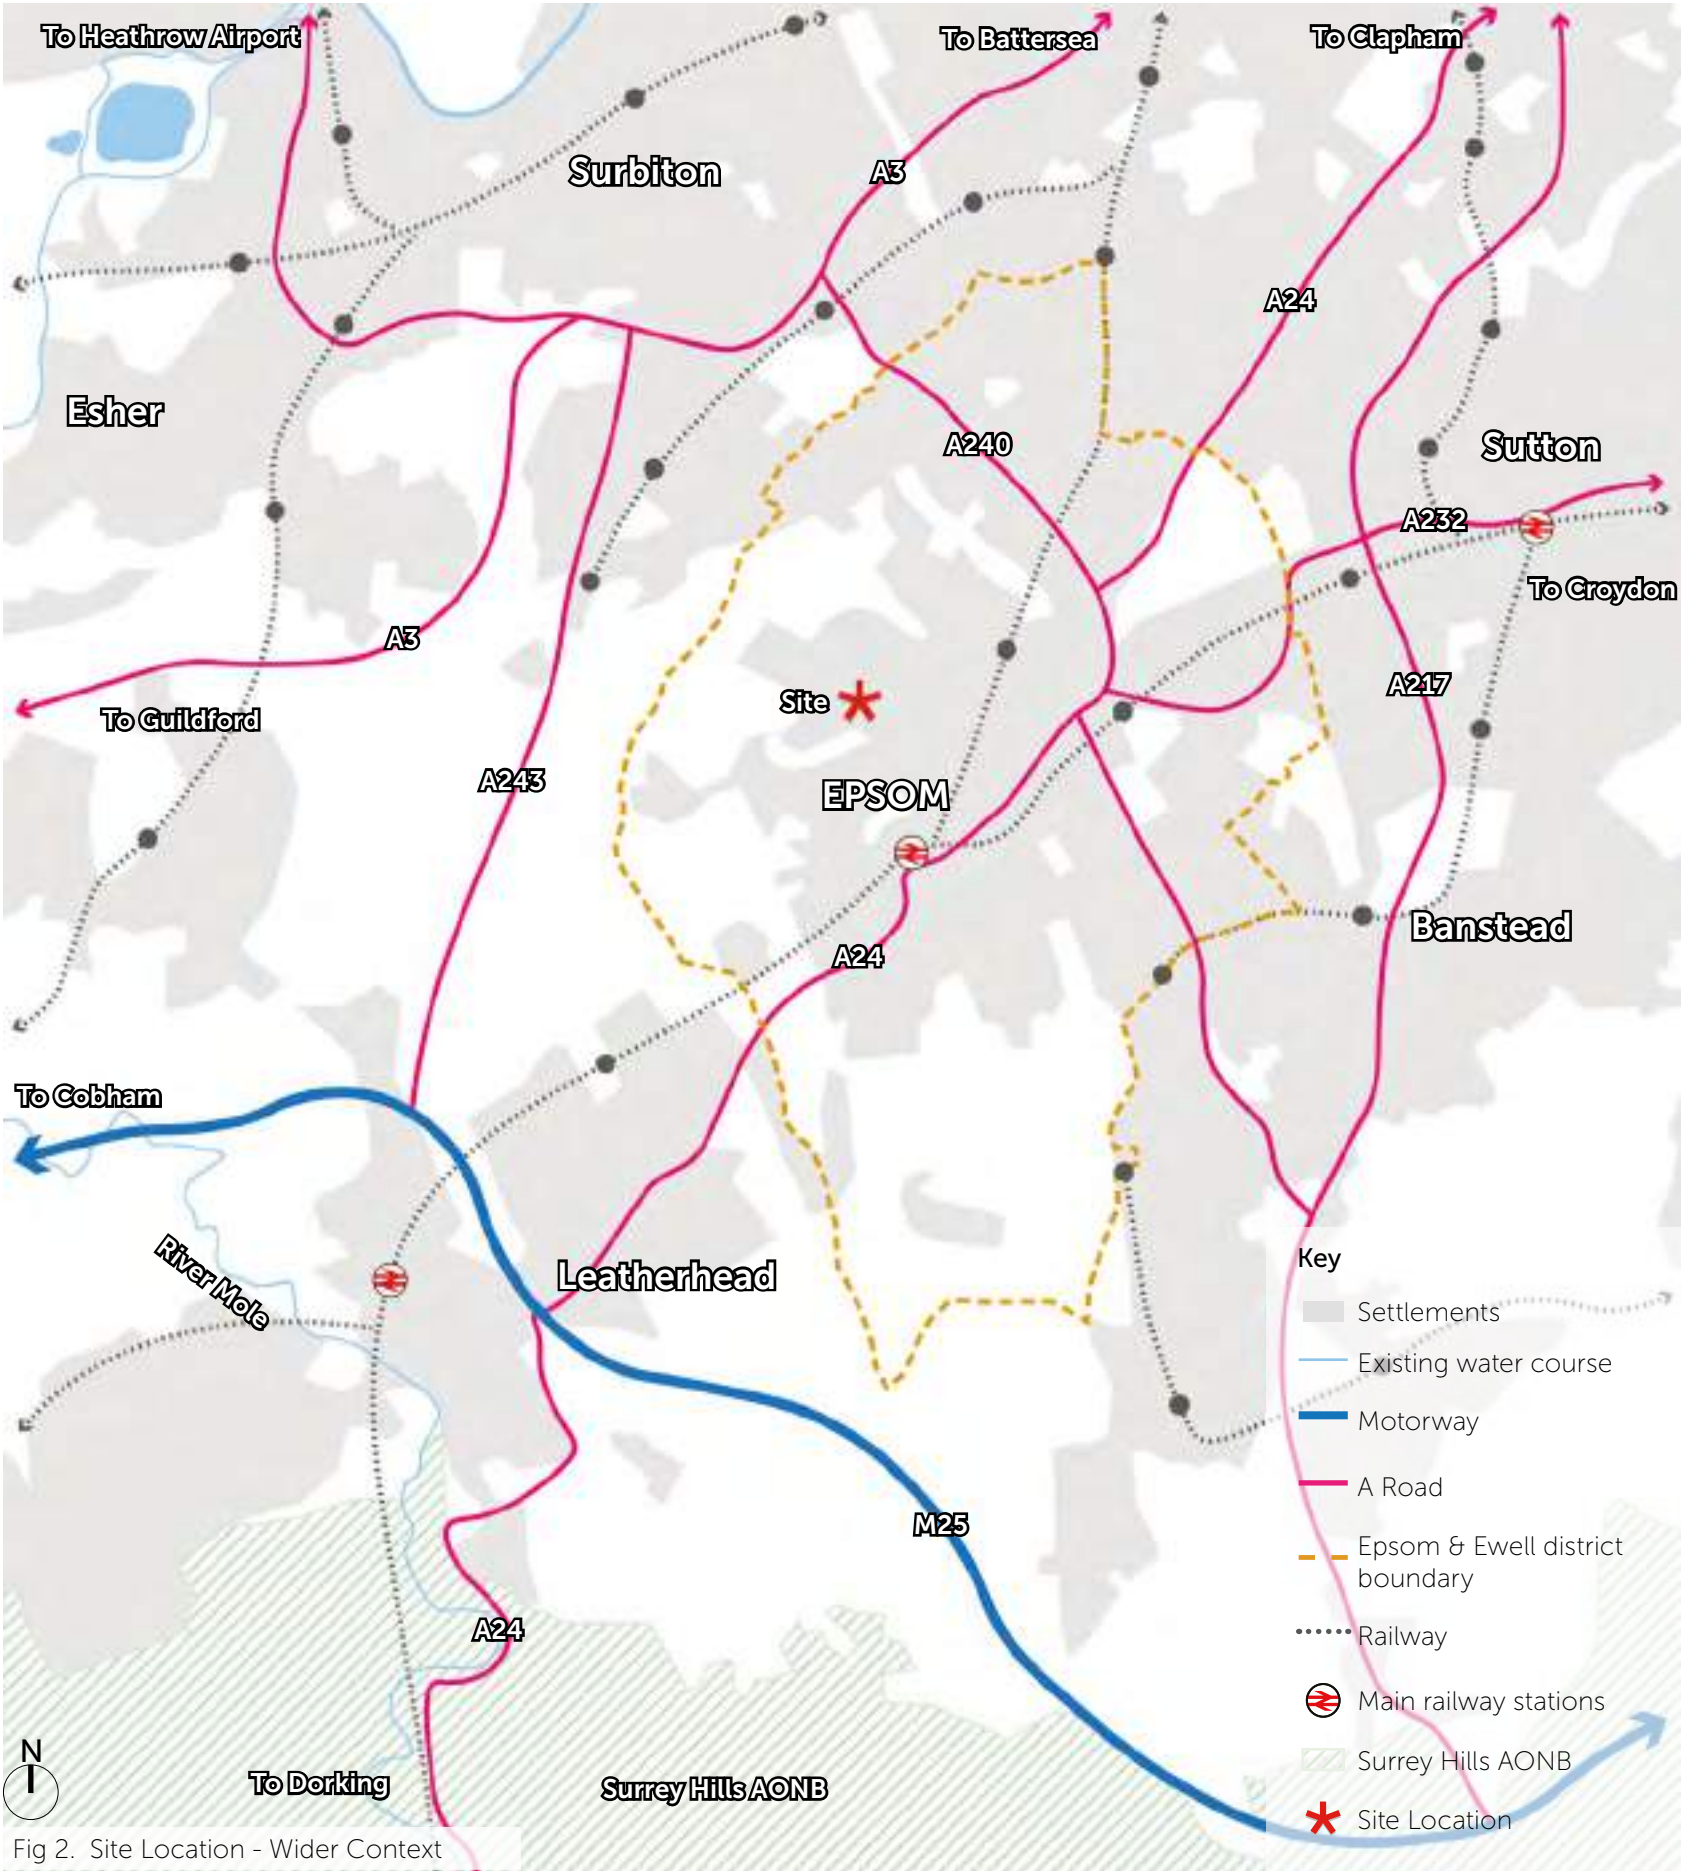 To Heathrow Airport
To Battersea
To Clapham
Surbiton
A3
A24
Esher
A240
Sutton
A232
To Croydon
A3
A217
To Guildford
Site
A243
EPSOM
Banstead
A24
To Cobham
River Mole
Leatherhead
M25
A24
To Dorking
Surrey Hills AONB
N
Key
Settlements
Existing water course
Motorway
A Road
Epsom & Ewell district
boundary
Railway
Main railway stations
Surrey Hills AONB
Site Location
Fig 2. Site Location - Wider Context